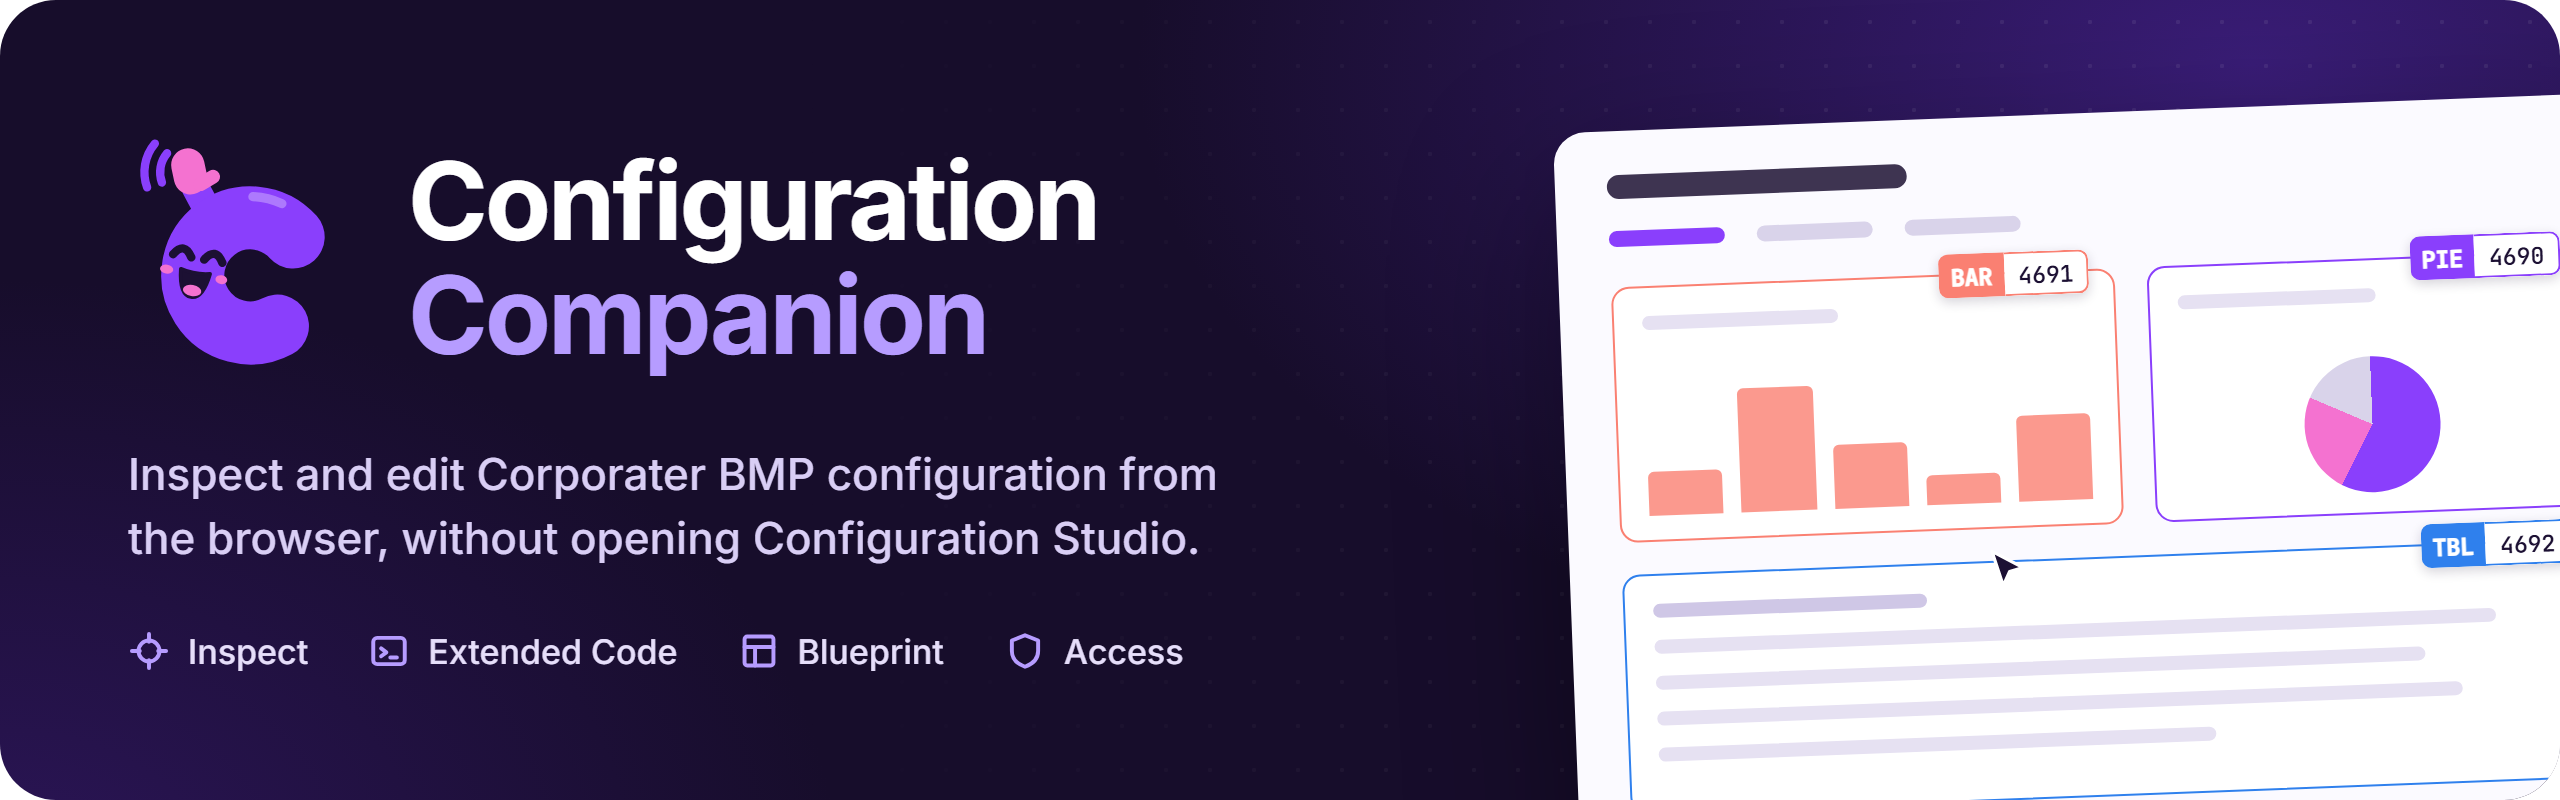 Configuration
Companion
Inspect and edit Corporater BMP configuration from
the browser, without opening Configuration Studio.
Inspect
Extended Code
Blueprint
Access
BAR 4691
PIE 4690
TBL 4692